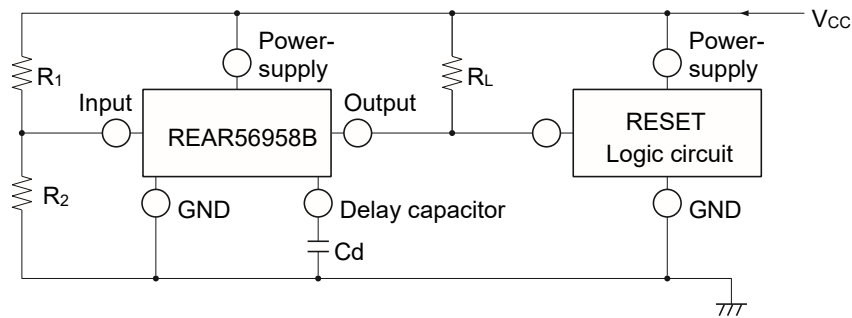 VCC
Power-
supply
Power-
supply
R1
RL
Input
Output
REAR56958B
RESET
Logic circuit
R2
GND
Delay capacitor
GND
Cd